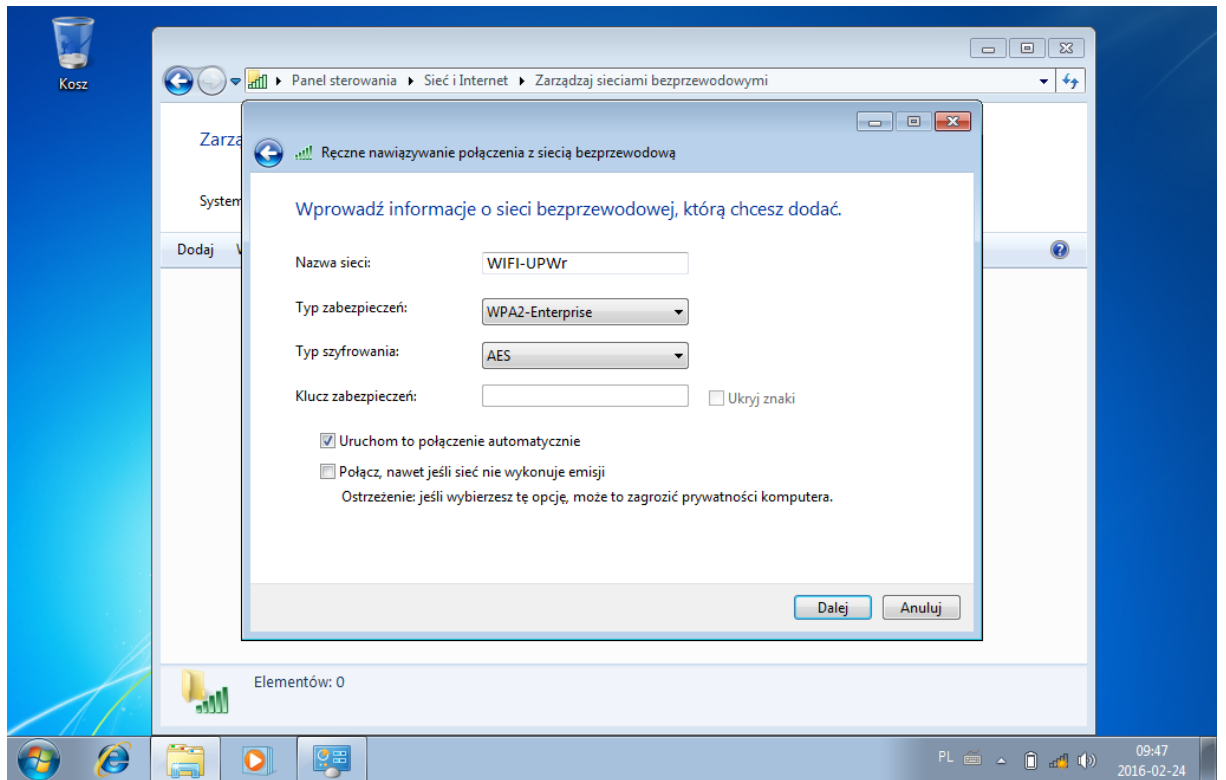 Kosz
Panel sterowania Sieć i Internet Zarządzaj sieciami bezprzewodowymi
Ręczne nawiązywanie połączenia z siecią bezprzewodową
Wprowadź informacje o sieci bezprzewodowej, którą chcesz dodać.
System
Dodaj
Nazwa sieci: WIFI-UPWr
Typ zabezpieczeń: WPA2-Enterprise
Typ szyfrowania: AES
Klucz zabezpieczeń: Ukryj znaki
Uruchom to połączenie automatycznie
Połącz, nawet jeśli sieć nie wykonuje emisji
Ostrzeżenie: jeśli wybierzesz tę opcję, może to zagrozić prywatności komputera.
Dalej Anuluj
Elementów: 0
PL 09:47
2016-02-24